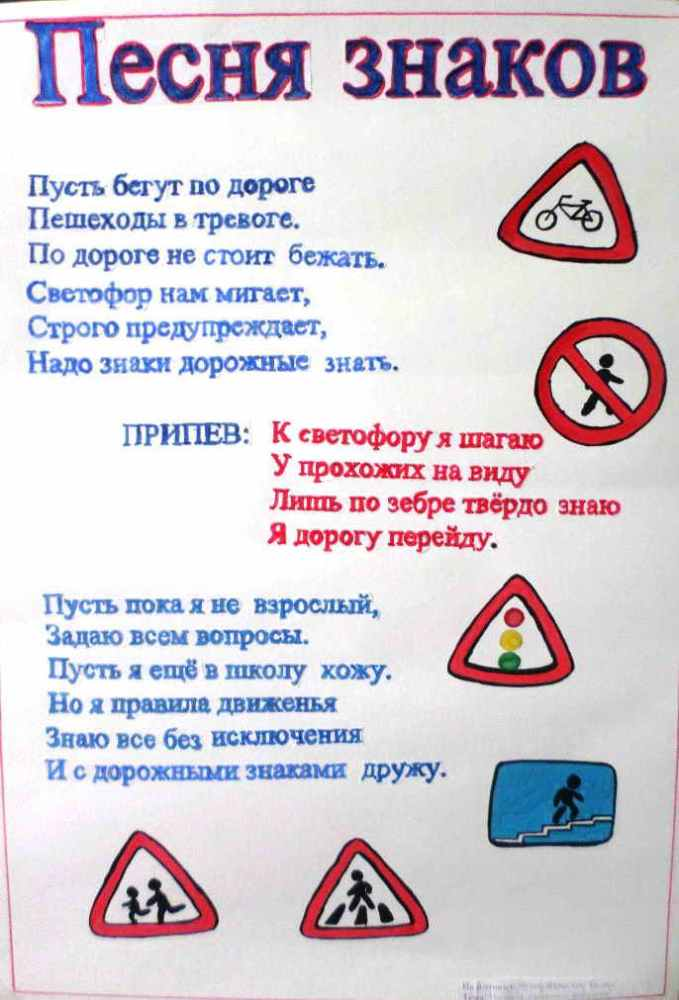 Песня знаков
Пусть бегут по дороге
Пешеходы в тревоге.
По дороге не стоит бежать.
Светофор нам мигает,
Строго предупреждает,
Надо знаки дорожные знать.
ПРИПЕВ: К светофору я шагаю
У прохожих на виду
Лишь по зебре твёрдо знаю
Я дорогу перейду.
Пусть пока я не взрослый,
Задаю всем вопросы.
Пусть я ещё в школу хожу.
Но я правила движенья
Знаю все без исключения
И с дорожными знаками дружу.